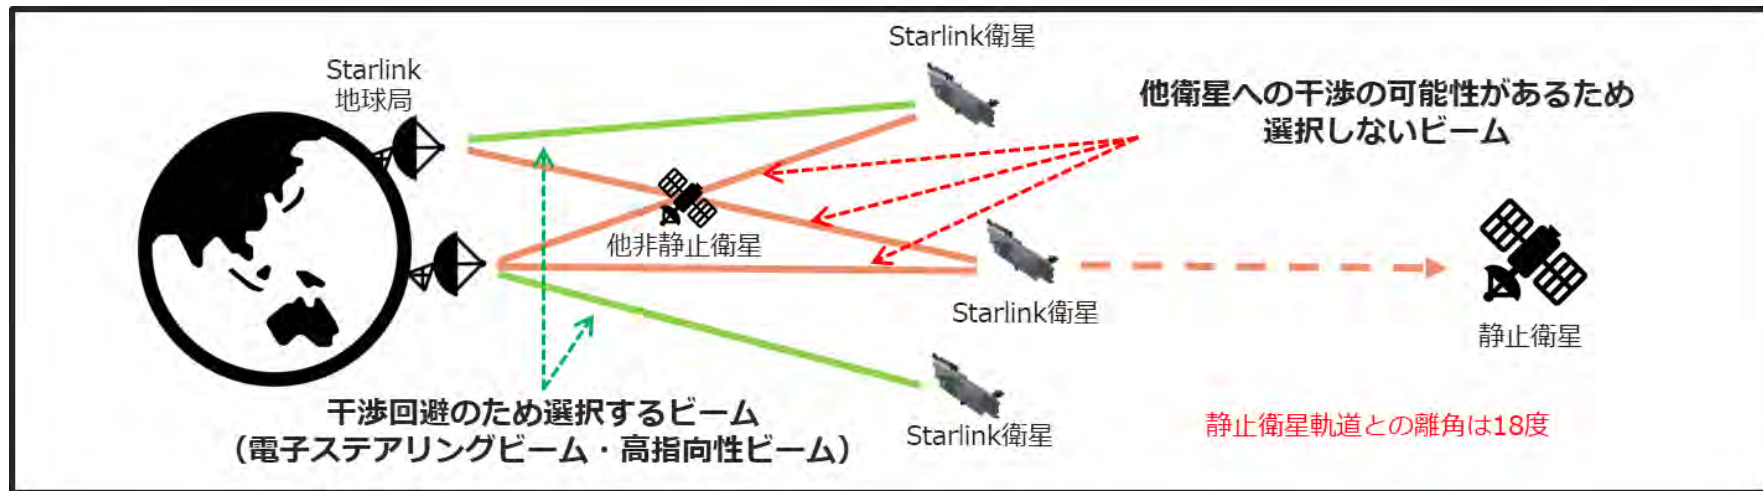 Starlink衛星
Starlink
地球局
他衛星への干渉の可能性があるため
選択しないビーム
他非静止衛星
Starlink衛星
静止衛星
干渉回避のため選択するビーム
（電子ステアリングビーム・高指向性ビーム）
Starlink衛星
静止衛星軌道との離角は18度